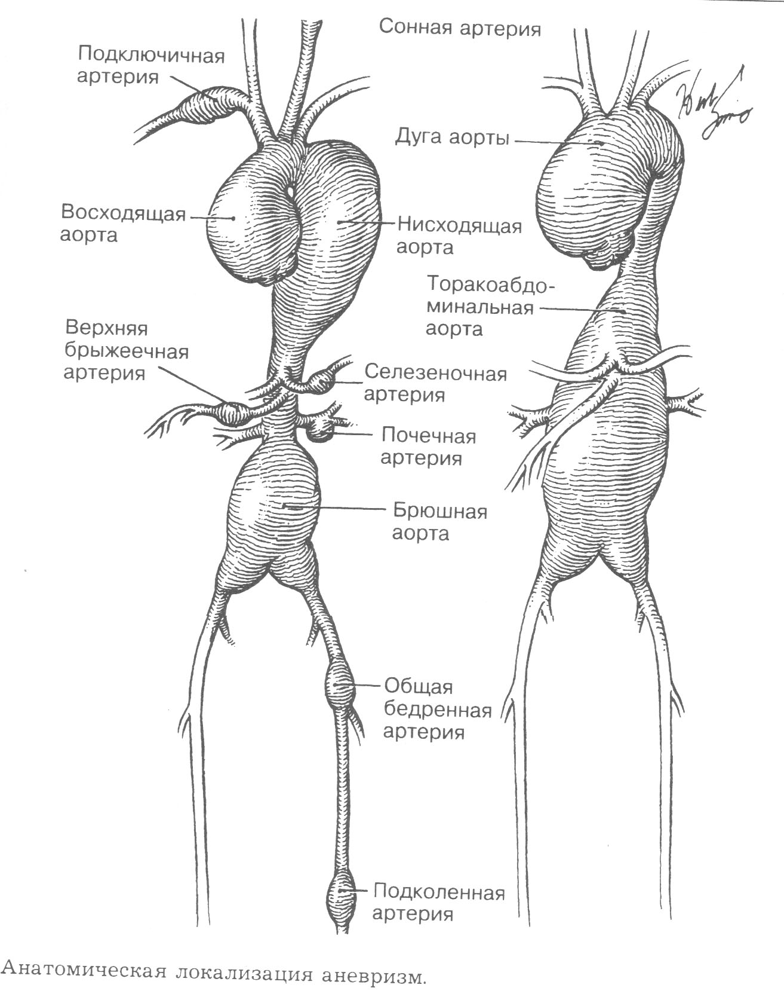 Сонная артерия
Подключичная
артерия
Дуга аорты
Восходящая
аорта
Нисходящая
аорта
Торакоабдо-
минальная
аорта
Верхняя
брыжеечная
артерия
Селезеночная
артерия
Почечная
артерия
Брюшная
аорта
Общая
бедренная
артерия
Подколенная
артерия
Анатомическая локализация аневризм.